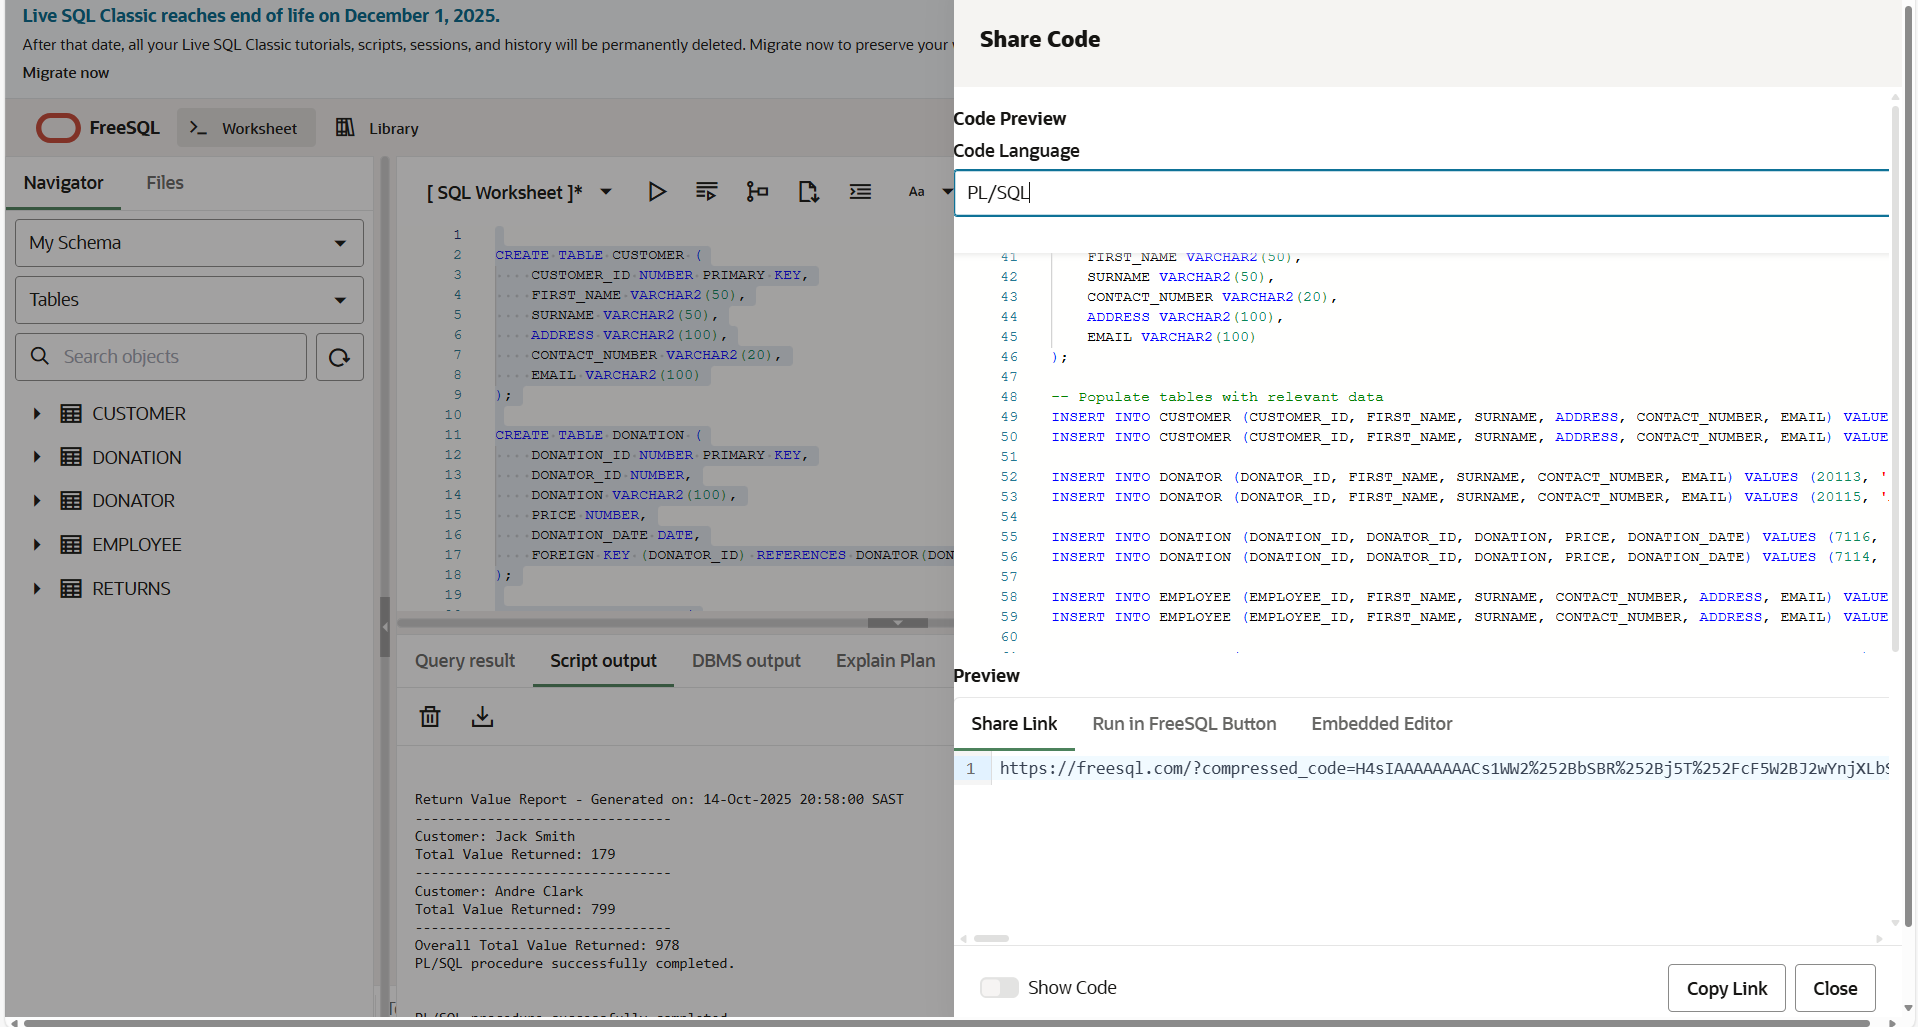 Live SQL Classic reaches end of life on December 1, 2025.
After that date, all your Live SQL Classic tutorials, scripts, sessions, and history will be permanently deleted. Migrate now to preserve your
Migrate now
FreeSQL
Worksheet
Library
Navigator
Files
My Schema
Tables
Search objects
CUSTOMER
DONATION
DONATOR
EMPLOYEE
RETURNS
[ SQL Worksheet ]*
Aa
1
2 CREATE TABLE CUSTOMER (
3 CUSTOMER_ID NUMBER PRIMARY KEY,
4 FIRST_NAME VARCHAR2(50),
5 SURNAME VARCHAR2(50),
6 ADDRESS VARCHAR2(100),
7 CONTACT_NUMBER VARCHAR2(20),
8 EMAIL VARCHAR2(100)
9 );
10
11 CREATE TABLE DONATION (
12 DONATION_ID NUMBER PRIMARY KEY,
13 DONATOR_ID NUMBER,
14 DONATION VARCHAR2(100),
15 PRICE NUMBER,
16 DONATION_DATE DATE,
17 FOREIGN KEY (DONATOR_ID) REFERENCES DONATOR(DON
18 );
19
Query result
Script output
DBMS output
Explain Plan
Return Value Report - Generated on: 14-Oct-2025 20:58:00 SAST
--------------------------------
Customer: Jack Smith
Total Value Returned: 179
--------------------------------
Customer: Andre Clark
Total Value Returned: 799
--------------------------------
Overall Total Value Returned: 978
PL/SQL procedure successfully completed.
PL/SQL procedure successfully completed
Share Code
Code Preview
Code Language
PL/SQL
41 FIRST_NAME VARCHAR2(50),
42 SURNAME VARCHAR2(50),
43 CONTACT_NUMBER VARCHAR2(20),
44 ADDRESS VARCHAR2(100),
45 EMAIL VARCHAR2(100)
46 );
47
48 -- Populate tables with relevant data
49 INSERT INTO CUSTOMER (CUSTOMER_ID, FIRST_NAME, SURNAME, ADDRESS, CONTACT_NUMBER, EMAIL) VALUE
50 INSERT INTO CUSTOMER (CUSTOMER_ID, FIRST_NAME, SURNAME, ADDRESS, CONTACT_NUMBER, EMAIL) VALUE
51
52 INSERT INTO DONATOR (DONATOR_ID, FIRST_NAME, SURNAME, CONTACT_NUMBER, EMAIL) VALUES (20113, '
53 INSERT INTO DONATOR (DONATOR_ID, FIRST_NAME, SURNAME, CONTACT_NUMBER, EMAIL) VALUES (20115, '
54
55 INSERT INTO DONATION (DONATION_ID, DONATOR_ID, DONATION, PRICE, DONATION_DATE) VALUES (7116,
56 INSERT INTO DONATION (DONATION_ID, DONATOR_ID, DONATION, PRICE, DONATION_DATE) VALUES (7114,
57
58 INSERT INTO EMPLOYEE (EMPLOYEE_ID, FIRST_NAME, SURNAME, CONTACT_NUMBER, ADDRESS, EMAIL) VALUE
59 INSERT INTO EMPLOYEE (EMPLOYEE_ID, FIRST_NAME, SURNAME, CONTACT_NUMBER, ADDRESS, EMAIL) VALUE
60
Preview
Share Link
Run in FreeSQL Button
Embedded Editor
1 https://freesql.com/?compressed_code=H4sIAAAAAAAACs1WW2%252BbSBR%252Bj5T%252FcF5W2BJ2wYnjXLbS
Show Code
Copy Link
Close